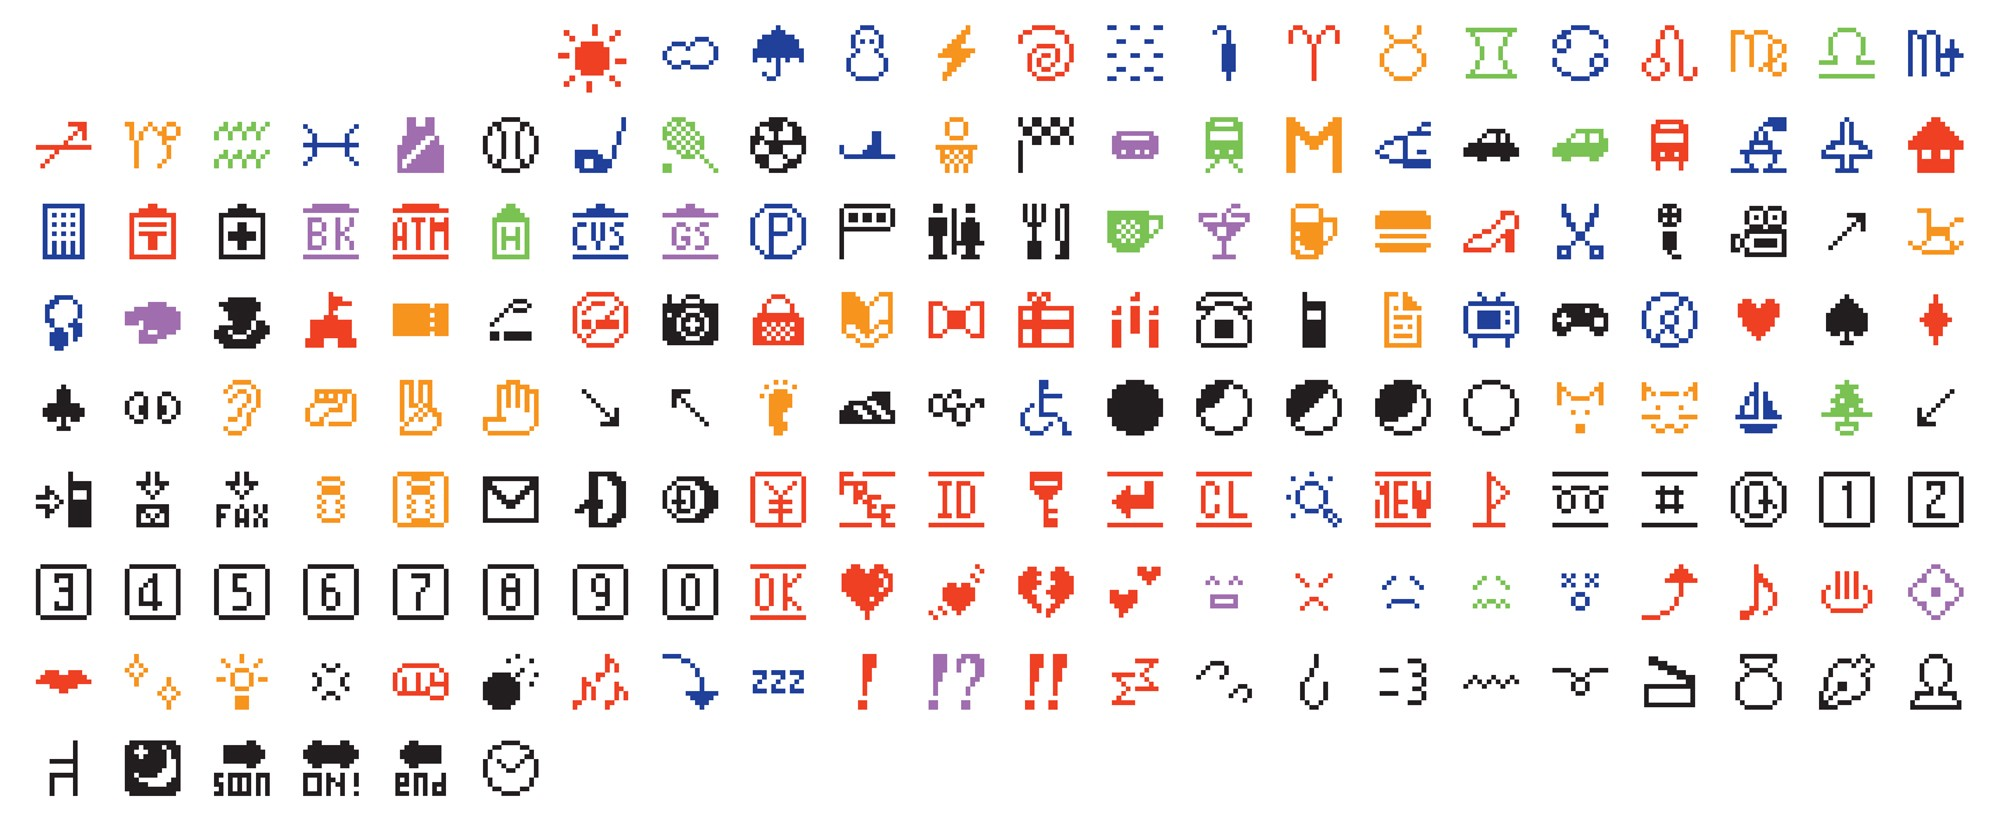 M
BK ATM H CVS GS P
FAX ¥ FREE ID CL NEW # @ 1 2
3 4 5 6 7 8 9 0 OK
zzz ! !? !!
soon ON! end